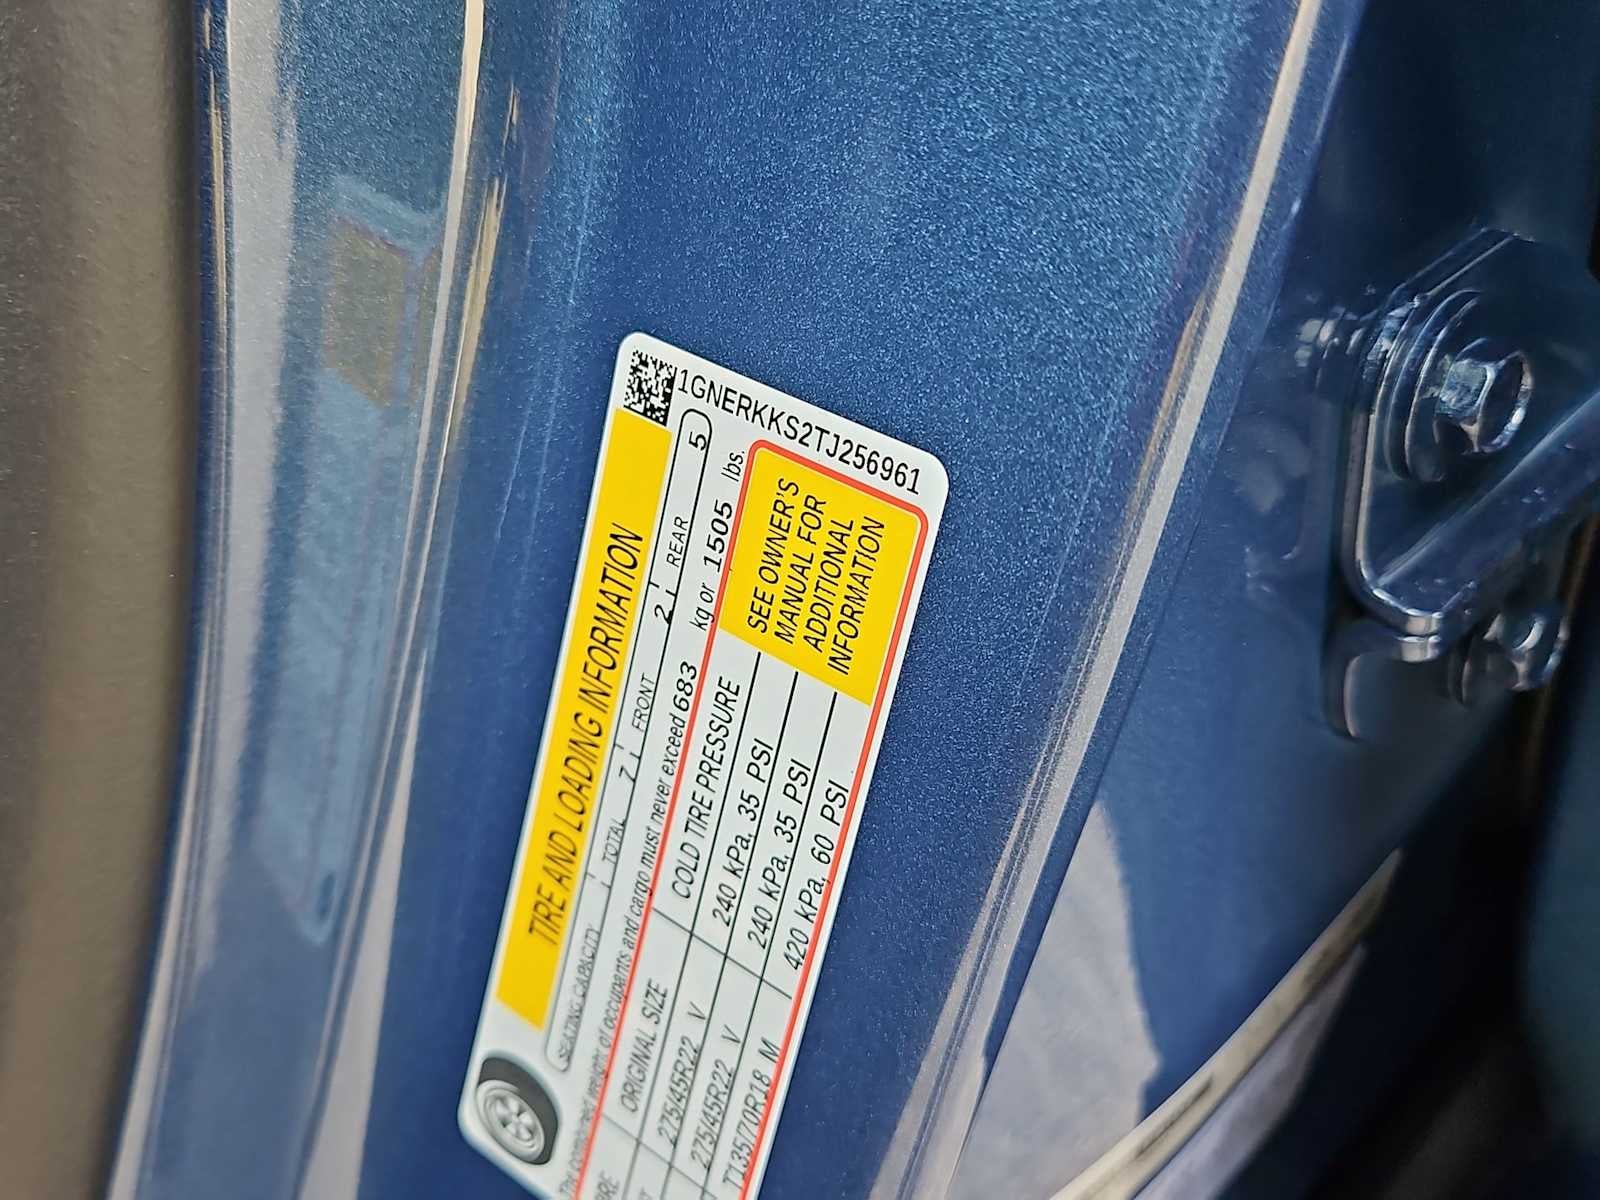 1GNERKKS2TJ256961
TIRE AND LOADING INFORMATION
SEATING CAPACITY TOTAL 7 FRONT 2 REAR 5
The combined weight of occupants and cargo must never exceed 683 kg or 1505 lbs.
ORIGINAL SIZE COLD TIRE PRESSURE
275/45R22 V 240 kPa, 35 PSI
275/45R22 V 240 kPa, 35 PSI
T135/70R18 M 420 kPa, 60 PSI
SEE OWNER'S
MANUAL FOR
ADDITIONAL
INFORMATION